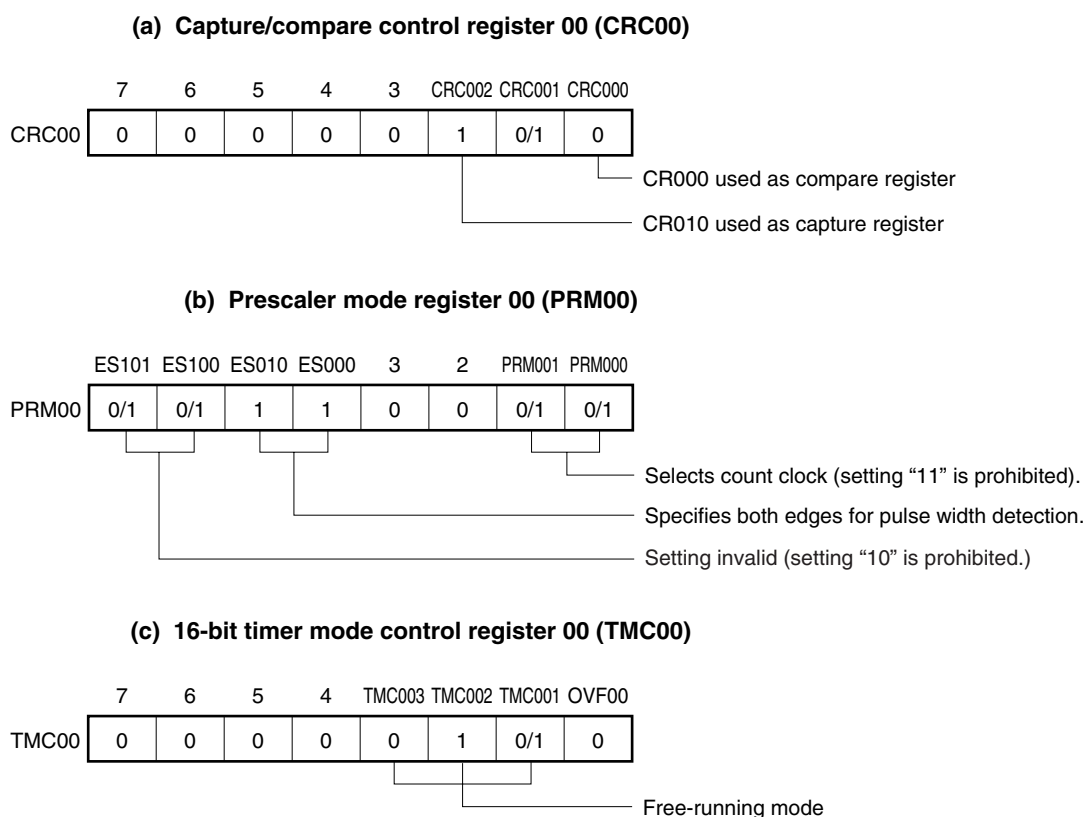 (a) Capture/compare control register 00 (CRC00)
7 6 5 4 3 CRC002 CRC001 CRC000
CRC00 0 0 0 0 0 1 0/1 0
CR000 used as compare register
CR010 used as capture register
(b) Prescaler mode register 00 (PRM00)
ES101 ES100 ES010 ES000 3 2 PRM001 PRM000
PRM00 0/1 0/1 1 1 0 0 0/1 0/1
Selects count clock (setting “11” is prohibited).
Specifies both edges for pulse width detection.
Setting invalid (setting “10” is prohibited.)
(c) 16-bit timer mode control register 00 (TMC00)
7 6 5 4 TMC003 TMC002 TMC001 OVF00
TMC00 0 0 0 0 0 1 0/1 0
Free-running mode